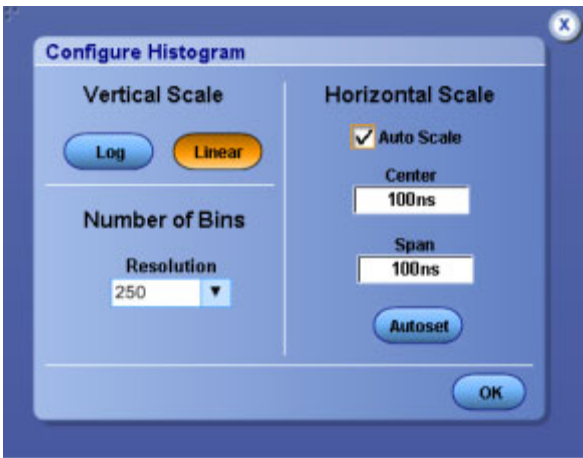 X
Configure Histogram
Vertical Scale
Log
Linear
Number of Bins
Resolution
250
Horizontal Scale
Auto Scale
Center
100ns
Span
100ns
Autoset
OK